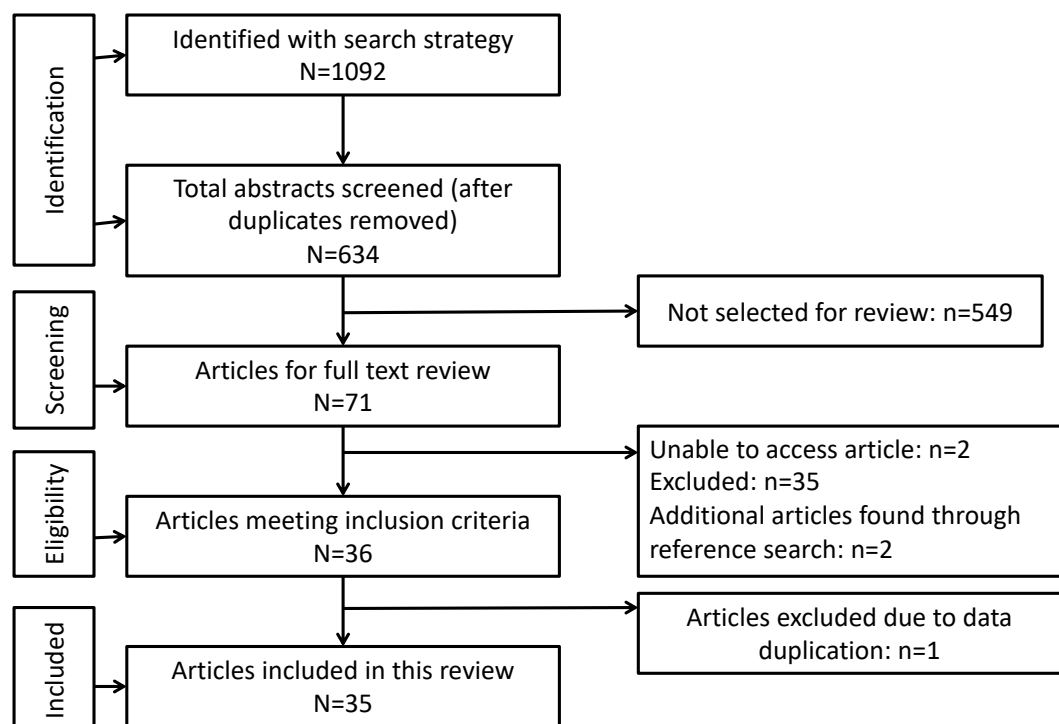 Identification
Identified with search strategy
N=1092
Total abstracts screened (after
duplicates removed)
N=634
Screening
Not selected for review: n=549
Articles for full text review
N=71
Eligibility
Unable to access article: n=2
Excluded: n=35
Additional articles found through
reference search: n=2
Articles meeting inclusion criteria
N=36
Included
Articles excluded due to data
duplication: n=1
Articles included in this review
N=35